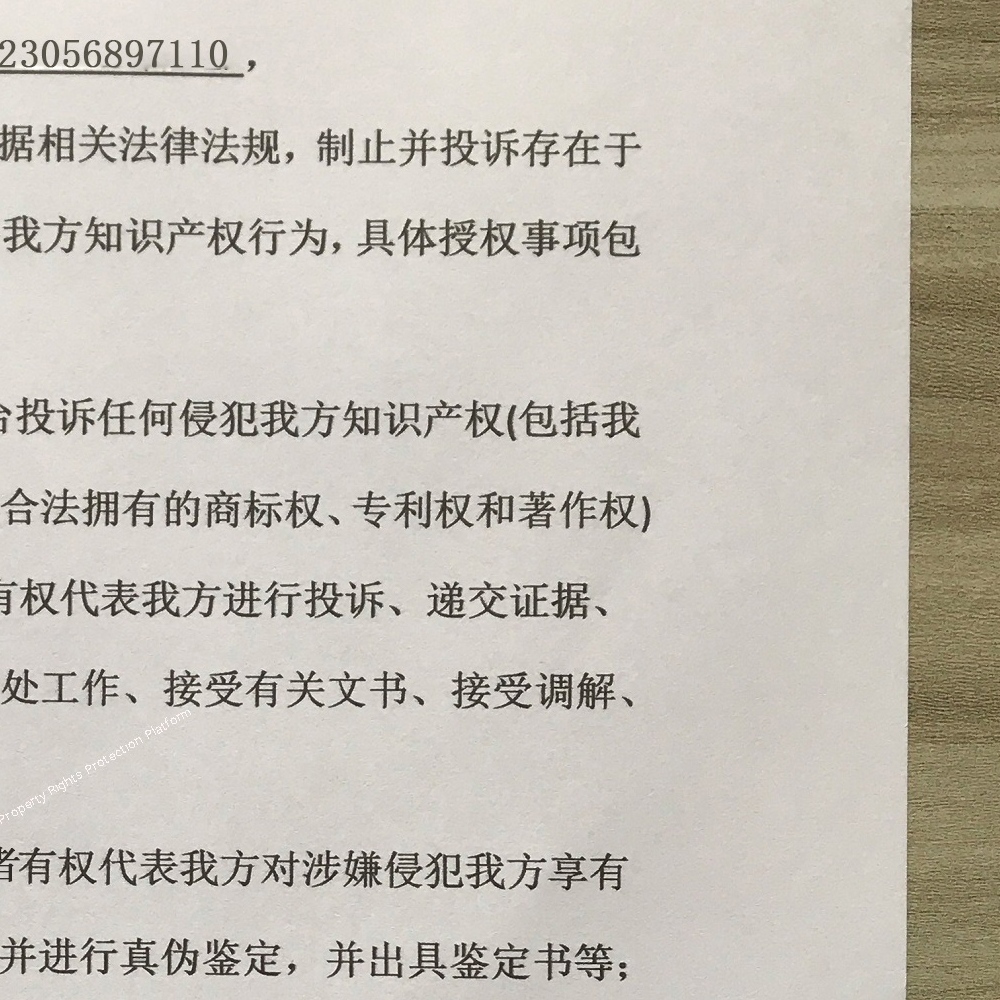 23056897110，
据相关法律法规，制止并投诉存在于
我方知识产权行为，具体授权事项包
台投诉任何侵犯我方知识产权(包括我
合法拥有的商标权、专利权和著作权)
有权代表我方进行投诉、递交证据、
处工作、接受有关文书、接受调解、
Property Rights Protection Platform
者有权代表我方对涉嫌侵犯我方享有
并进行真伪鉴定，并出具鉴定书等；